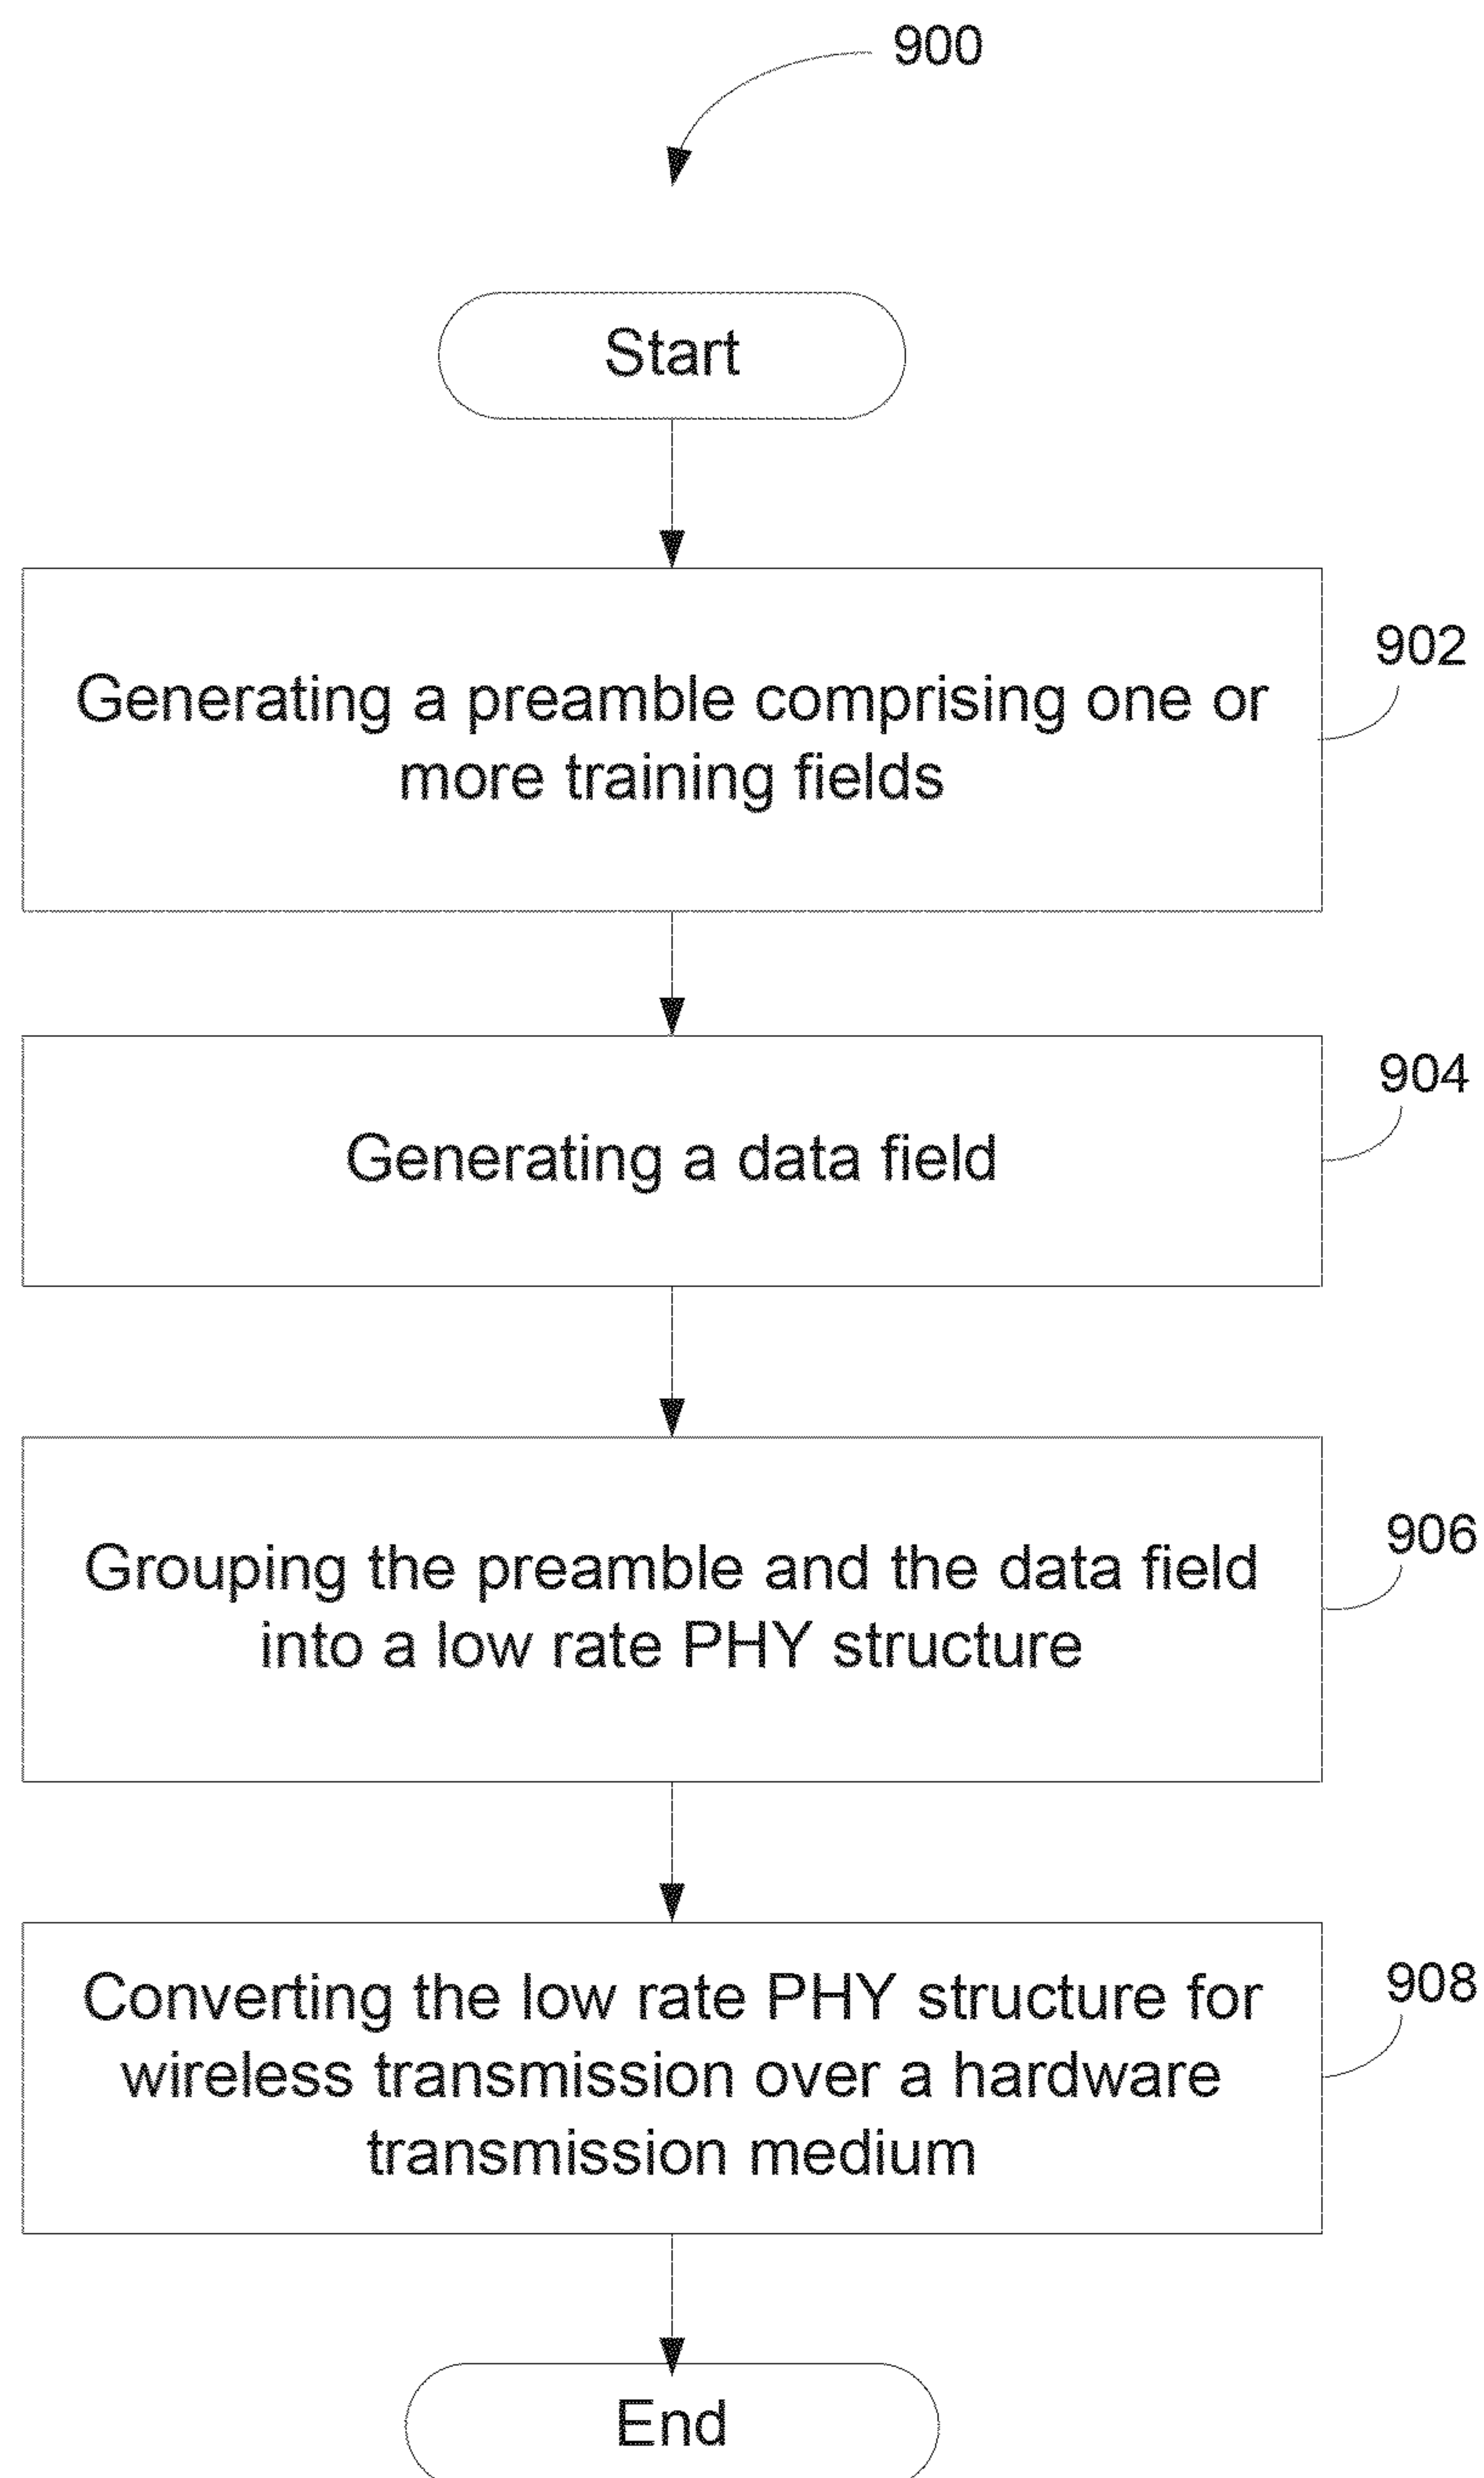 900
Start
902
Generating a preamble comprising one or
more training fields
904
Generating a data field
906
Grouping the preamble and the data field
into a low rate PHY structure
908
Converting the low rate PHY structure for
wireless transmission over a hardware
transmission medium
End